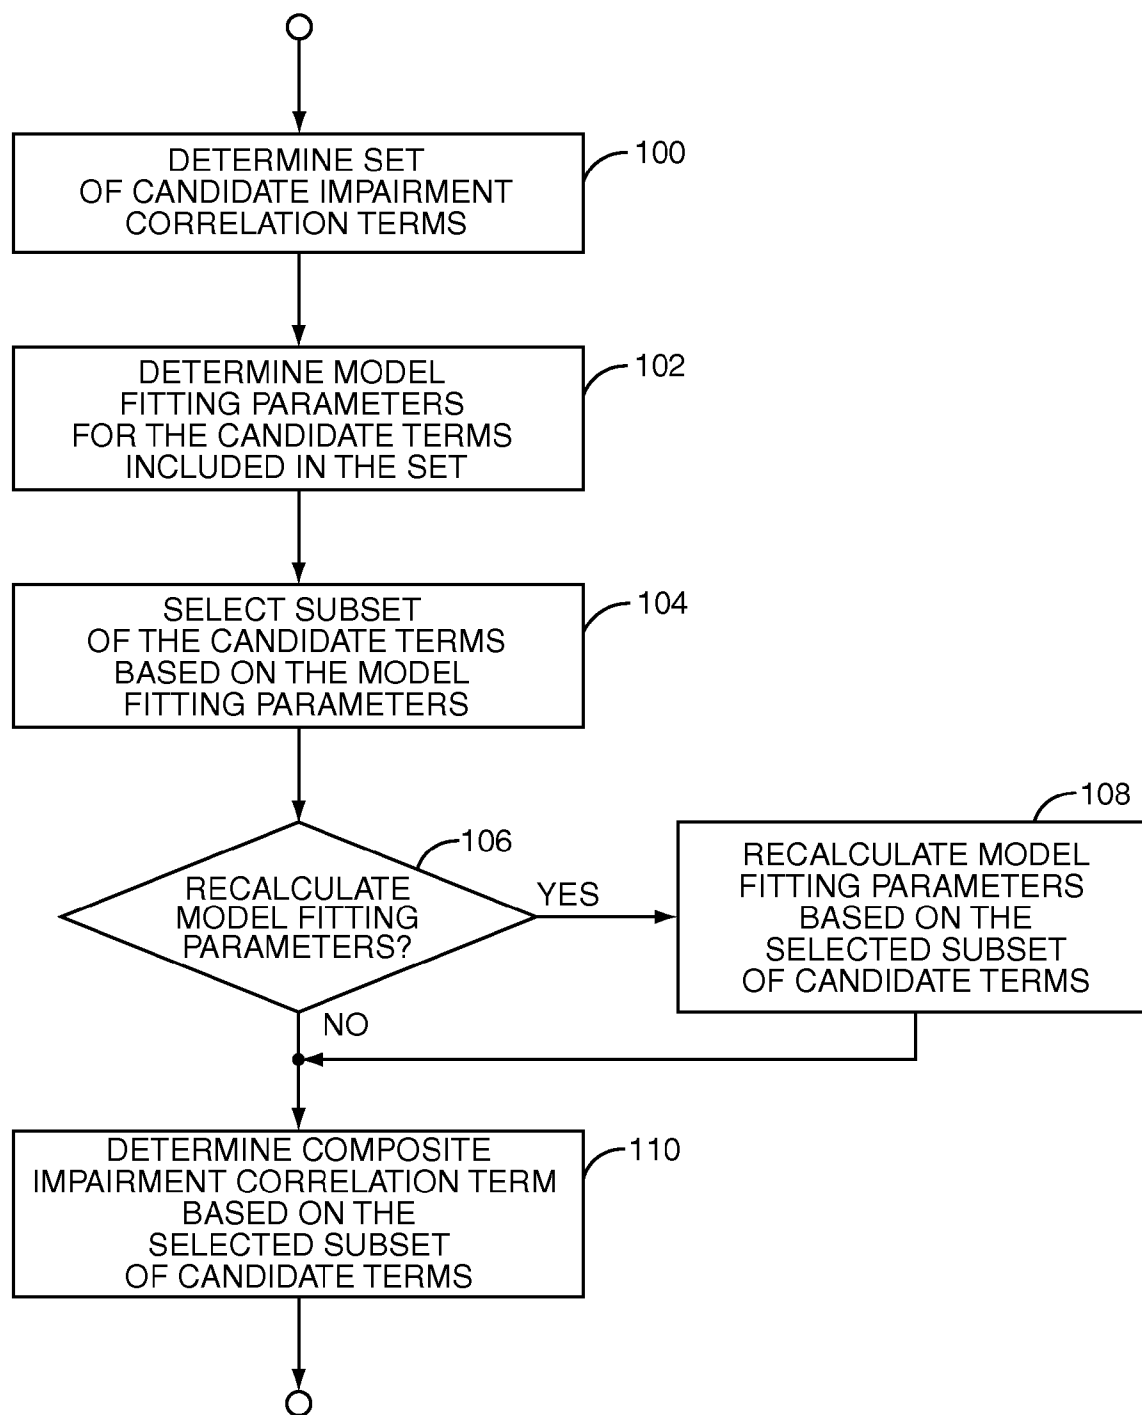 DETERMINE SET
OF CANDIDATE IMPAIRMENT
CORRELATION TERMS
100
DETERMINE MODEL
FITTING PARAMETERS
FOR THE CANDIDATE TERMS
INCLUDED IN THE SET
102
SELECT SUBSET
OF THE CANDIDATE TERMS
BASED ON THE MODEL
FITTING PARAMETERS
104
RECALCULATE
MODEL FITTING
PARAMETERS?
106
YES
NO
RECALCULATE MODEL
FITTING PARAMETERS
BASED ON THE
SELECTED SUBSET
OF CANDIDATE TERMS
108
DETERMINE COMPOSITE
IMPAIRMENT CORRELATION TERM
BASED ON THE
SELECTED SUBSET
OF CANDIDATE TERMS
110